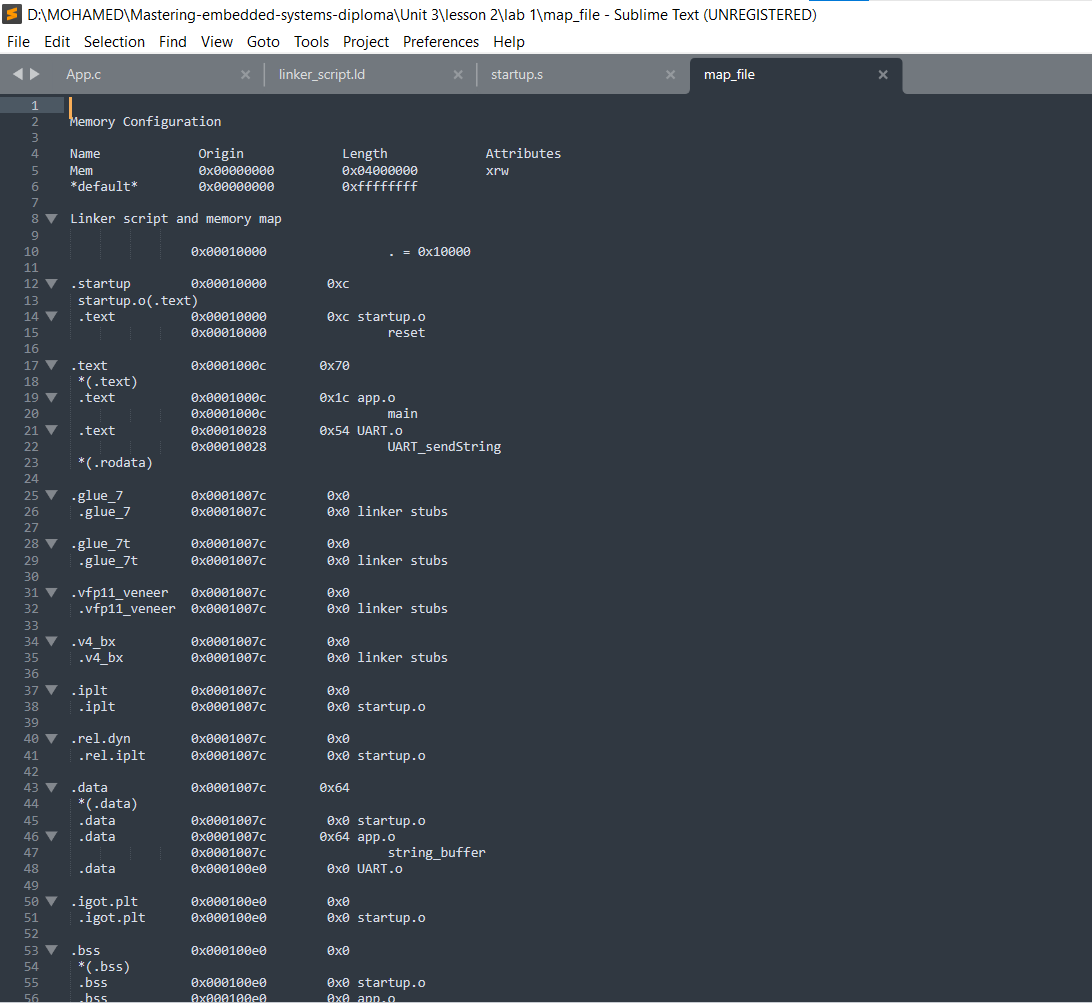 D:\MOHAMED\Mastering-embedded-systems-diploma\Unit 3\lesson 2\lab 1\map_file - Sublime Text (UNREGISTERED)
File Edit Selection Find View Goto Tools Project Preferences Help
App.c × linker_script.ld × startup.s × map_file ×
1
2 Memory Configuration
3
4 Name Origin Length Attributes
5 Mem 0x00000000 0x04000000 xrw
6 *default* 0x00000000 0xffffffff
7
8 Linker script and memory map
9
10 0x00010000 . = 0x10000
11
12 .startup 0x00010000 0xc
13 startup.o(.text)
14 .text 0x00010000 0xc startup.o
15 0x00010000 reset
16
17 .text 0x0001000c 0x70
18 *(.text)
19 .text 0x0001000c 0x1c app.o
20 0x0001000c main
21 .text 0x00010028 0x54 UART.o
22 0x00010028 UART_sendString
23 *(.rodata)
24
25 .glue_7 0x0001007c 0x0
26 .glue_7 0x0001007c 0x0 linker stubs
27
28 .glue_7t 0x0001007c 0x0
29 .glue_7t 0x0001007c 0x0 linker stubs
30
31 .vfp11_veneer 0x0001007c 0x0
32 .vfp11_veneer 0x0001007c 0x0 linker stubs
33
34 .v4_bx 0x0001007c 0x0
35 .v4_bx 0x0001007c 0x0 linker stubs
36
37 .iplt 0x0001007c 0x0
38 .iplt 0x0001007c 0x0 startup.o
39
40 .rel.dyn 0x0001007c 0x0
41 .rel.iplt 0x0001007c 0x0 startup.o
42
43 .data 0x0001007c 0x64
44 *(.data)
45 .data 0x0001007c 0x0 startup.o
46 .data 0x0001007c 0x64 app.o
47 0x0001007c string_buffer
48 .data 0x000100e0 0x0 UART.o
49
50 .igot.plt 0x000100e0 0x0
51 .igot.plt 0x000100e0 0x0 startup.o
52
53 .bss 0x000100e0 0x0
54 *(.bss)
55 .bss 0x000100e0 0x0 startup.o
56 .bss 0x000100e0 0x0 app.o